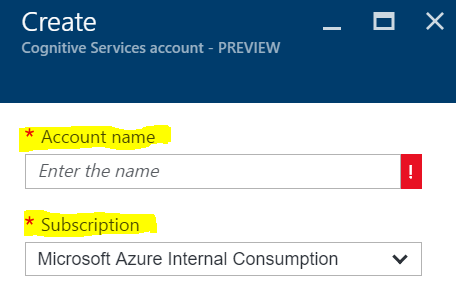 Create
Cognitive Services account - PREVIEW
* Account name
Enter the name
!
* Subscription
Microsoft Azure Internal Consumption